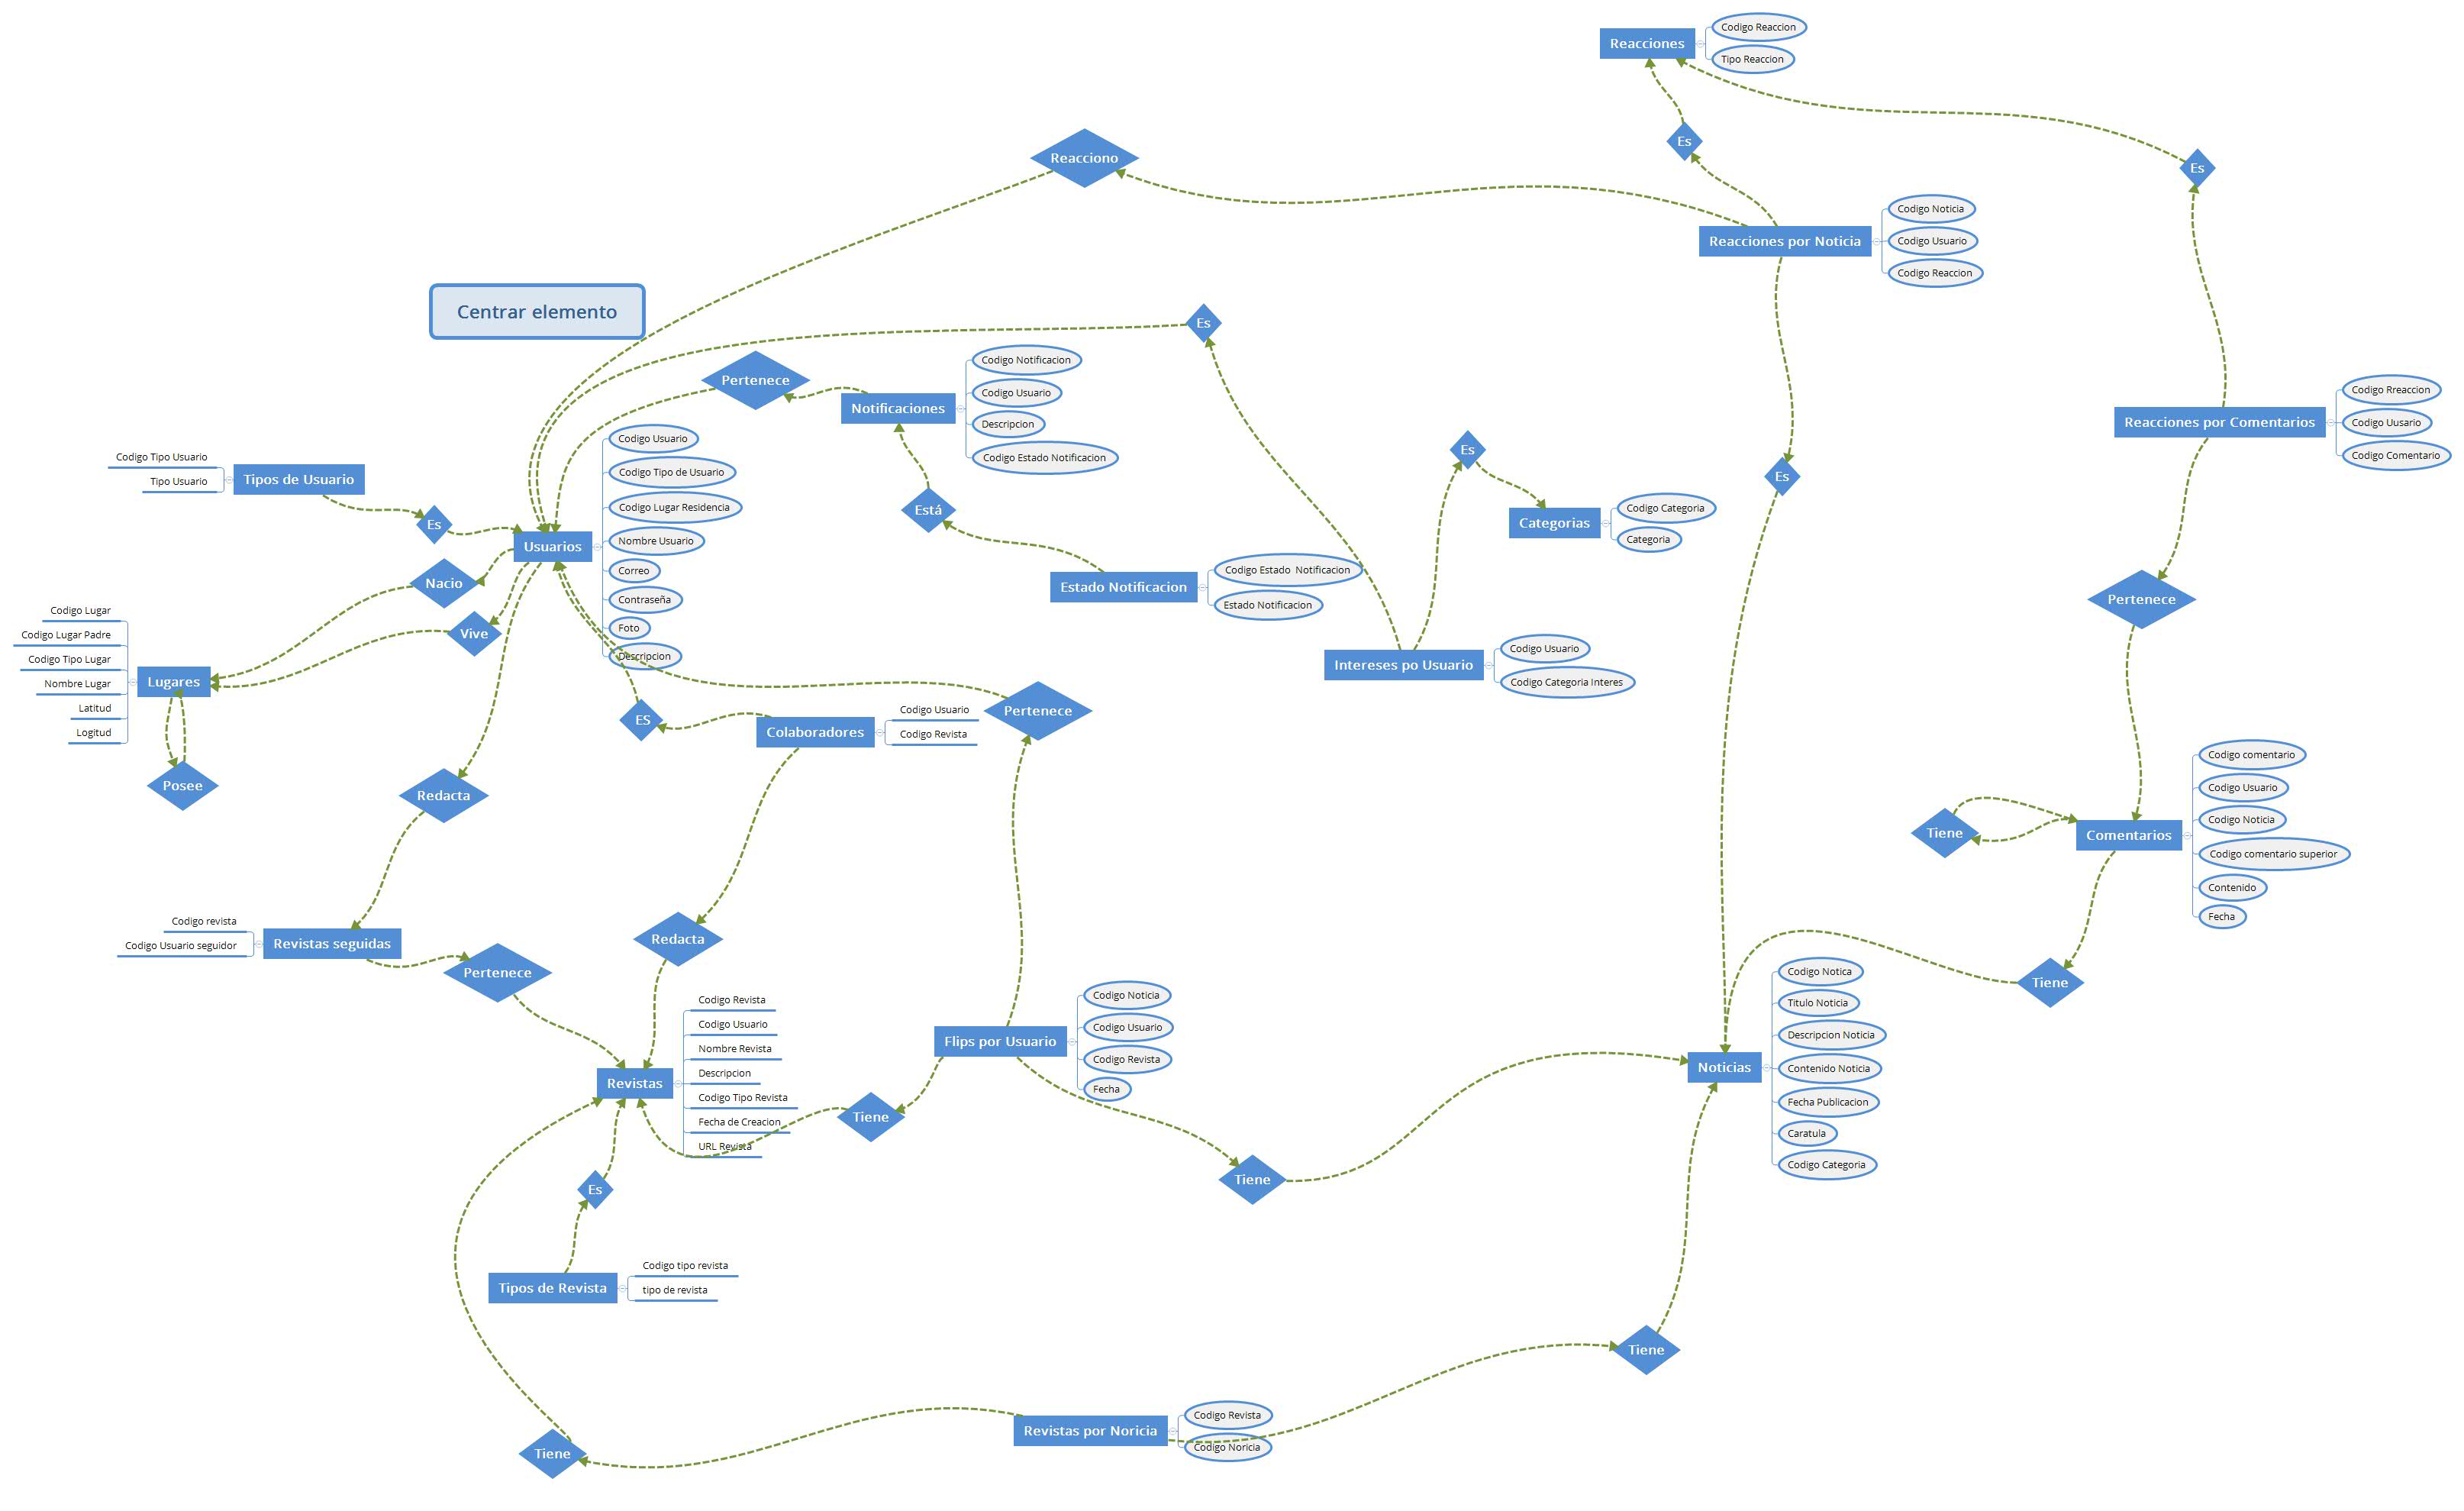 Reacciones
Codigo Reaccion
Tipo Reaccion
Es
Es
Reacciono
Reacciones por Noticia
Codigo Noticia
Codigo Usuario
Codigo Reaccion
Centrar elemento
Es
Pertenece
Notificaciones
Codigo Notificacion
Codigo Usuario
Descripcion
Codigo Estado Notificacion
Reacciones por Comentarios
Codigo Rreaccion
Codigo Uusario
Codigo Comentario
Es
Es
Tipos de Usuario
Codigo Tipo Usuario
Tipo Usuario
Es
Usuarios
Codigo Usuario
Codigo Tipo de Usuario
Codigo Lugar Residencia
Nombre Usuario
Correo
Contraseña
Foto
Descripcion
Está
Categorias
Codigo Categoria
Categoria
Estado Notificacion
Codigo Estado  Notificacion
Estado Notificacion
Nacio
Vive
Pertenece
Lugares
Codigo Lugar
Codigo Lugar Padre
Codigo Tipo Lugar
Nombre Lugar
Latitud
Logitud
Intereses po Usuario
Codigo Usuario
Codigo Categoria Interes
ES
Colaboradores
Codigo Usuario
Codigo Revista
Pertenece
Posee
Redacta
Tiene
Comentarios
Codigo comentario
Codigo Usuario
Codigo Noticia
Codigo comentario superior
Contenido
Fecha
Revistas seguidas
Codigo revista
Codigo Usuario seguidor
Pertenece
Redacta
Tiene
Revistas
Codigo Revista
Codigo Usuario
Nombre Revista
Descripcion
Codigo Tipo Revista
Fecha de Creacion
URL Revista
Flips por Usuario
Codigo Noticia
Codigo Usuario
Codigo Revista
Fecha
Noticias
Codigo Notica
Titulo Noticia
Descripcion Noticia
Contenido Noticia
Fecha Publicacion
Caratula
Codigo Categoria
Tiene
Tiene
Es
Tipos de Revista
Codigo tipo revista
tipo de revista
Tiene
Tiene
Revistas por Noricia
Codigo Revista
Codigo Noricia